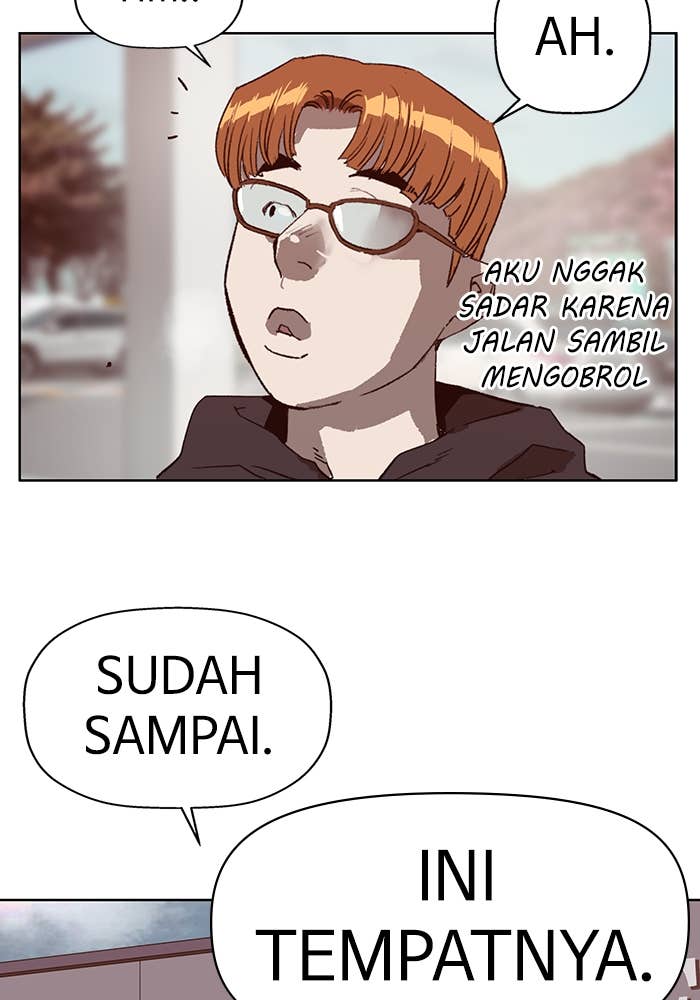 AH.
AKU NGGAK
SADAR KARENA
JALAN SAMBIL
MENGOBROL
SUDAH
SAMPAI.
INI
TEMPATNYA.